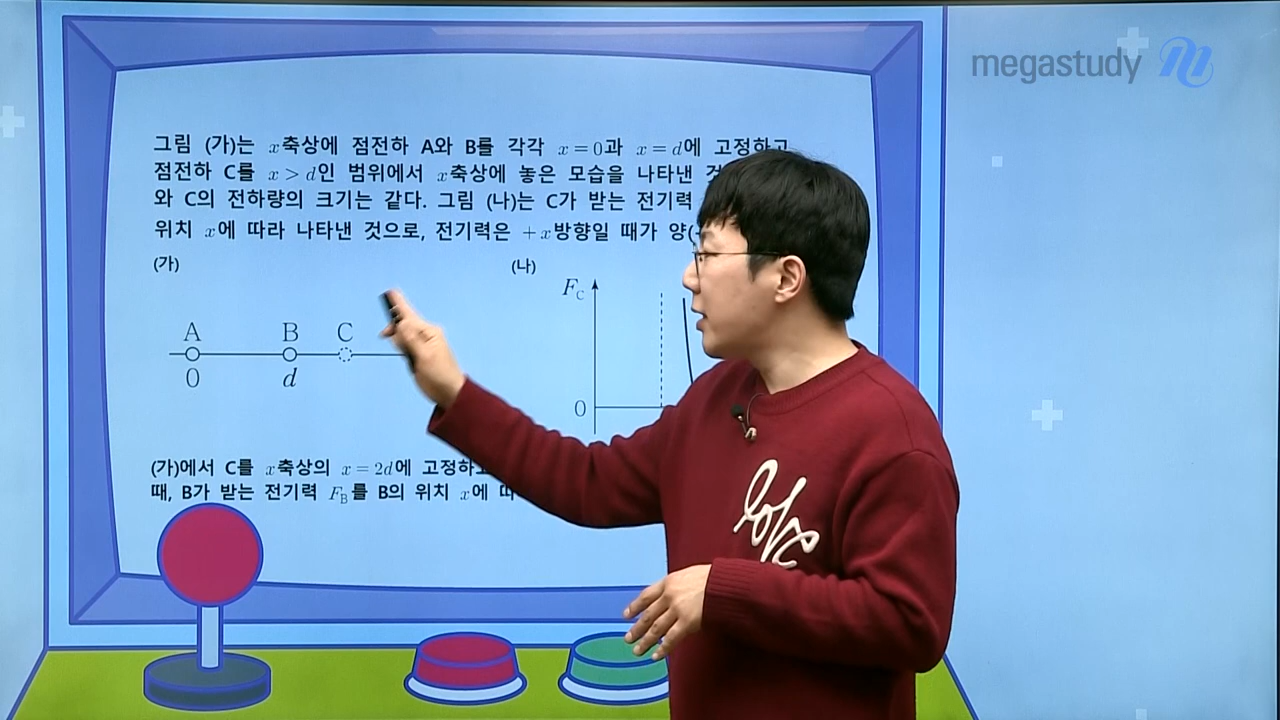 megastudy
그림 (가)는 x축상에 점전하 A와 B를 각각 x=0과 x=d에 고정하고
점전하 C를 x>d인 범위에서 x축상에 놓은 모습을 나타낸
와 C의 전하량의 크기는 같다. 그림 (나)는 C가 받는 전기력
위치 x에 따라 나타낸 것으로, 전기력은 +x방향일 때가 양(
(가)
(나)
F_C
A B C
0 d
0
(가)에서 C를 x축상의 x=2d에 고정하고
때, B가 받는 전기력 F_B를 B의 위치 x에 따